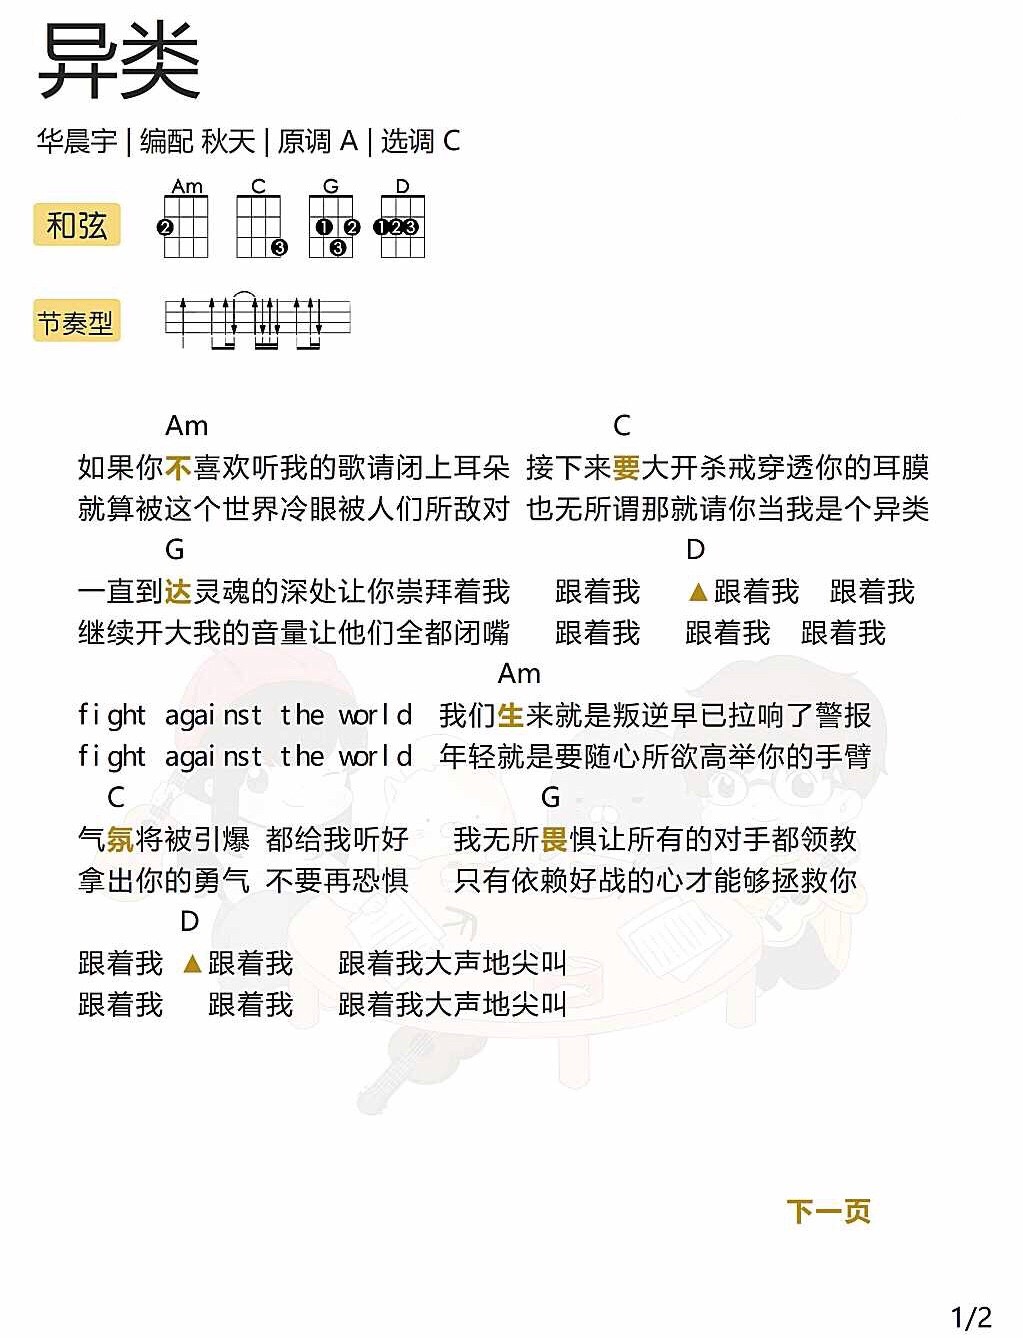 异类
华晨宇 | 编配 秋天 | 原调 A | 选调 C
和弦 Am C G D
2 3 1 2 3 1 2 3
节奏型
Am C
如果你不喜欢听我的歌请闭上耳朵 接下来要大开杀戒穿透你的耳膜
就算被这个世界冷眼被人们所敌对 也无所谓那就请你当我是个异类
G D
一直到达灵魂的深处让你崇拜着我 跟着我 ▲跟着我 跟着我
继续开大我的音量让他们全都闭嘴 跟着我 跟着我 跟着我
Am
fight against the world 我们生来就是叛逆早已拉响了警报
fight against the world 年轻就是要随心所欲高举你的手臂
C G
气氛将被引爆 都给我听好 我无所畏惧让所有的对手都领教
拿出你的勇气 不要再恐惧 只有依赖好战的心才能够拯救你
D
跟着我 ▲跟着我 跟着我大声地尖叫
跟着我 跟着我 跟着我大声地尖叫
下一页
1/2